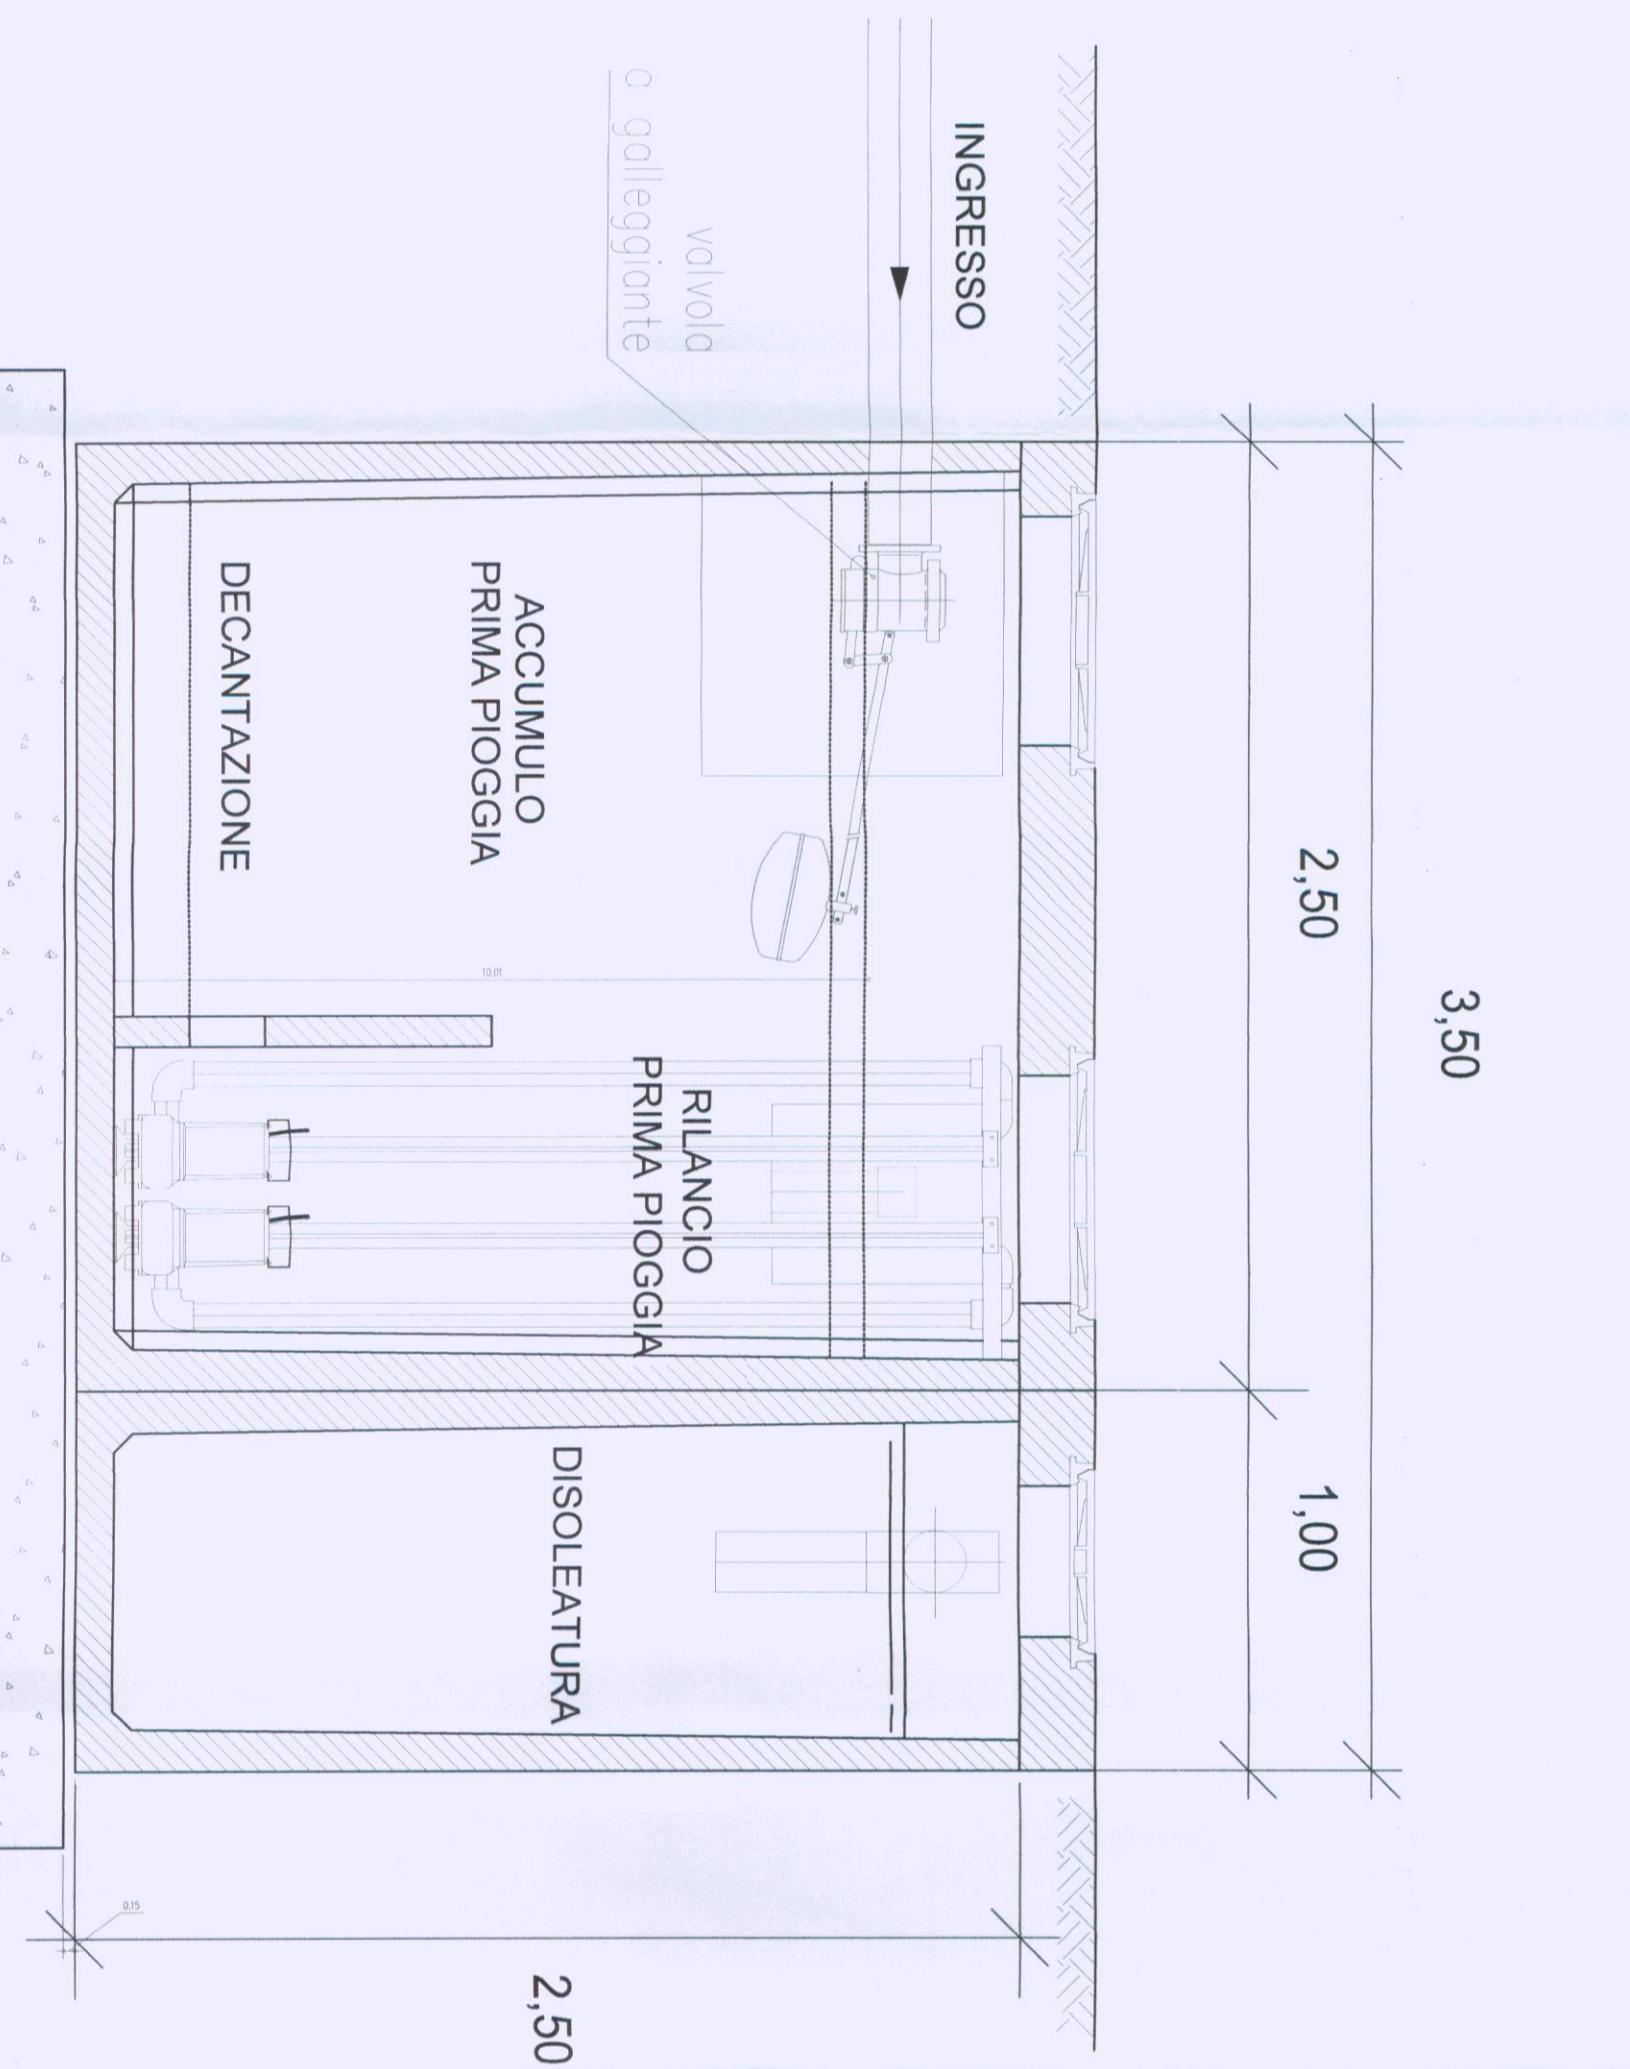 3,50
2,50
1,00
INGRESSO
valvola
a galleggiante
RILANCIO
PRIMA PIOGGIA
ACCUMULO
PRIMA PIOGGIA
DISOLEATURA
10.01
DECANTAZIONE
2,50
0.15